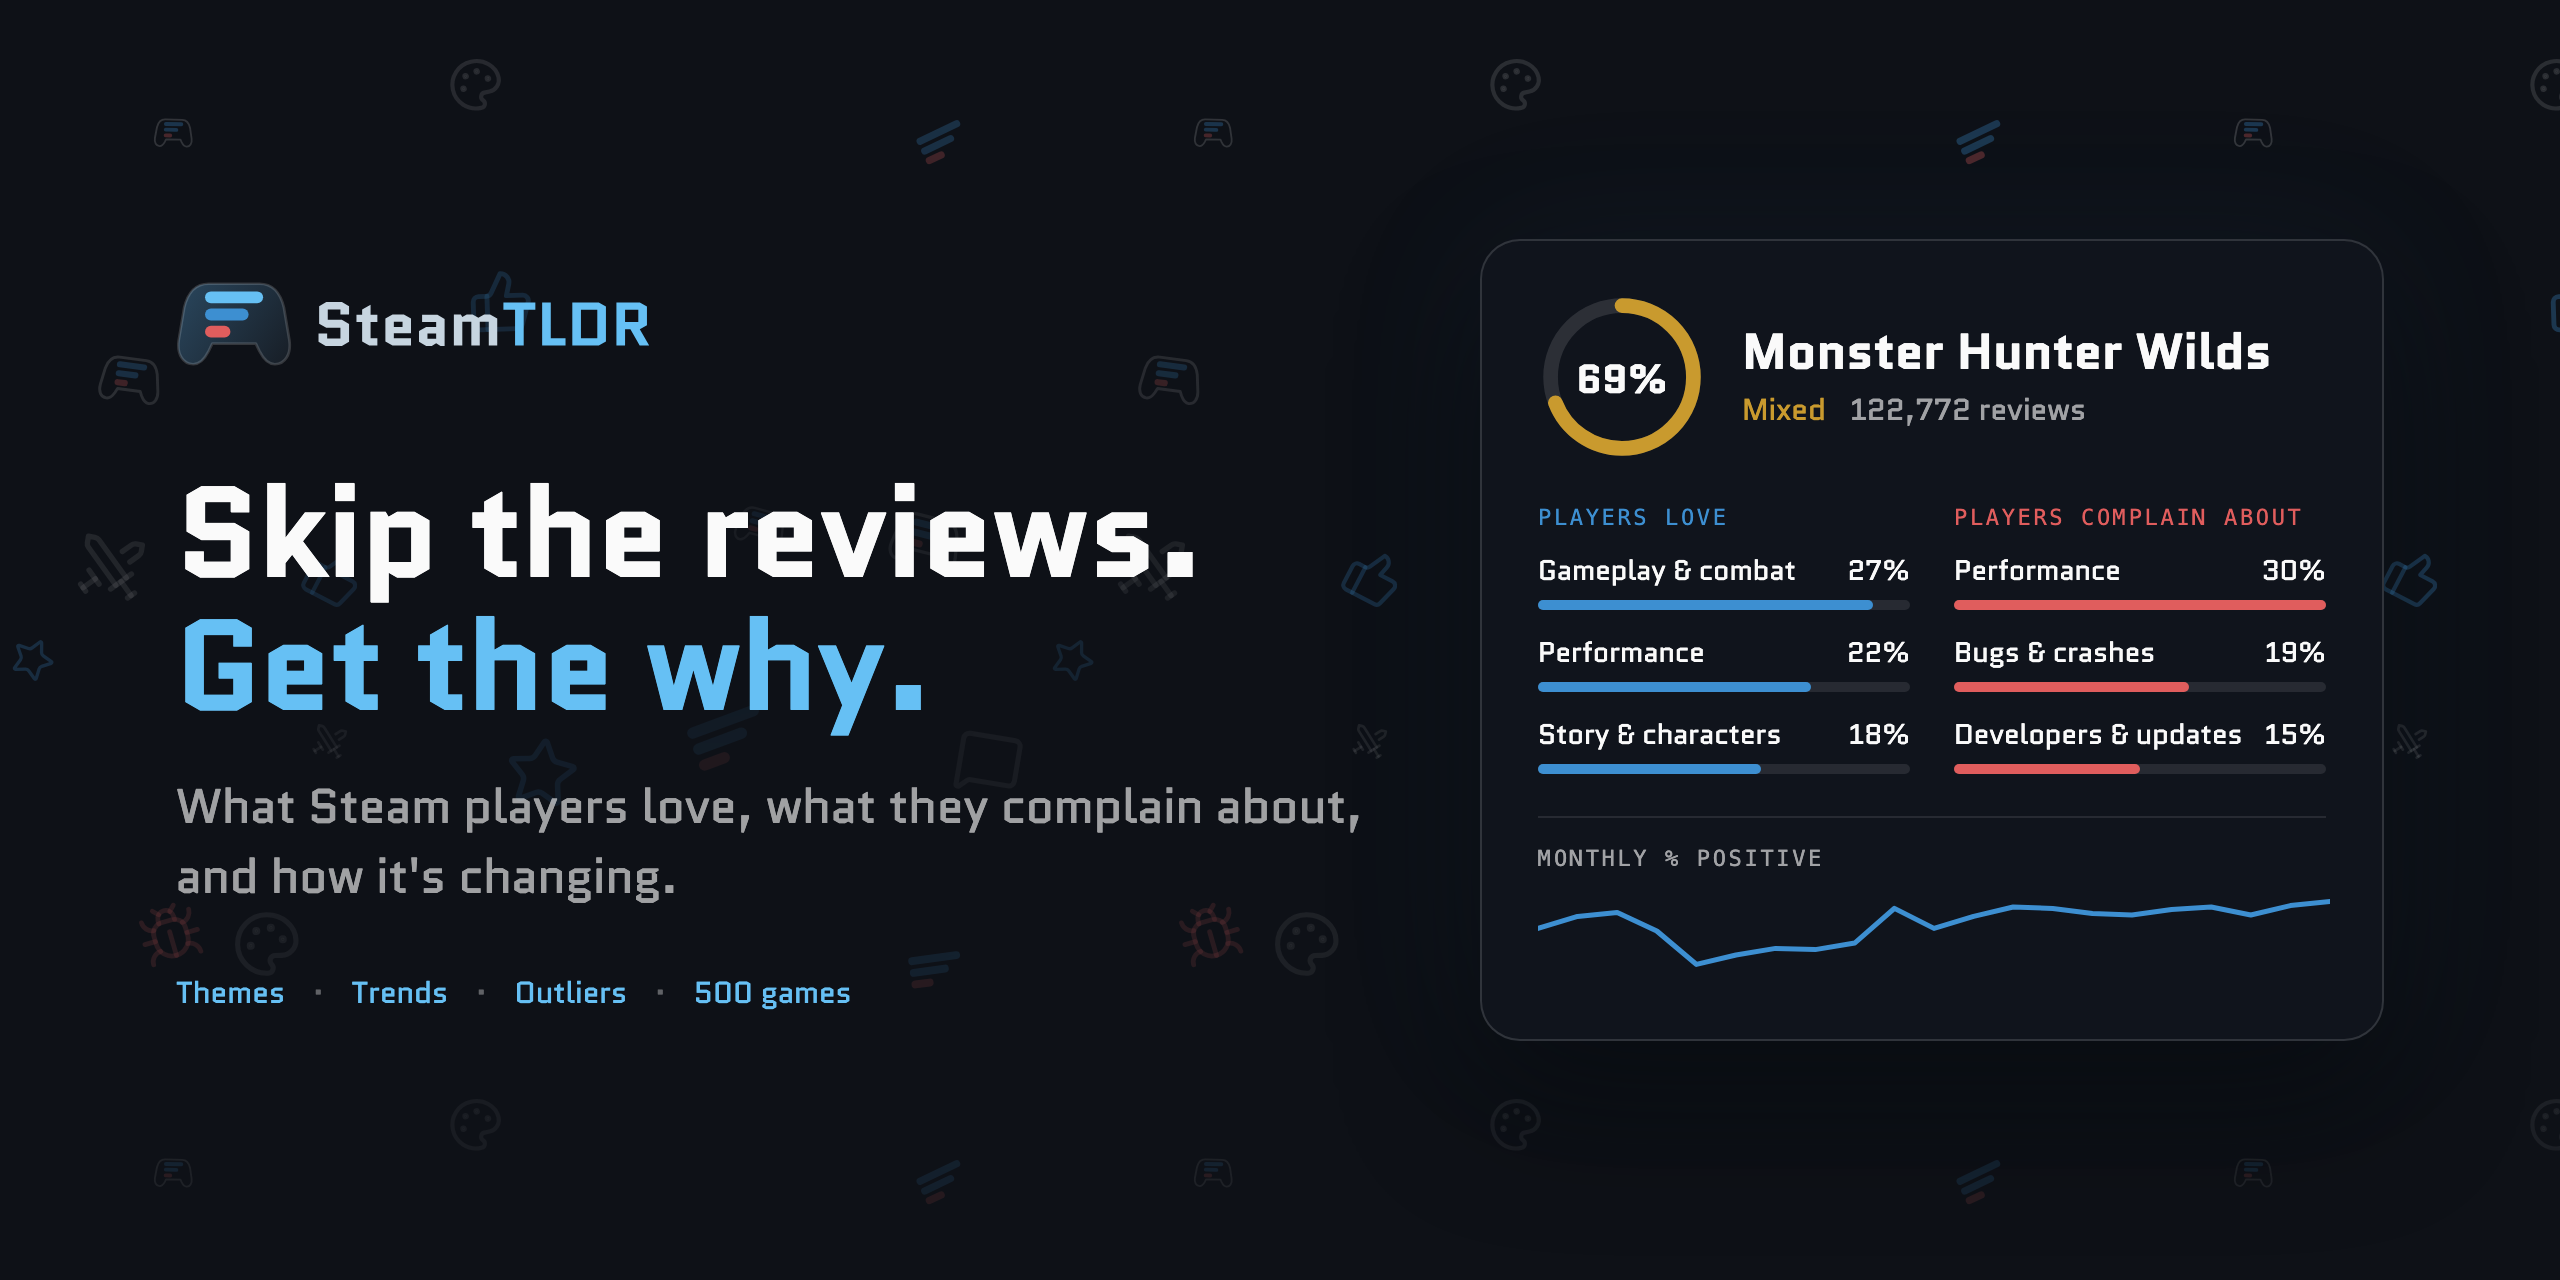 SteamTLDR
Skip the reviews.
Get the why.
What Steam players love, what they complain about,
and how it's changing.
Themes · Trends · Outliers · 500 games
69%
Monster Hunter Wilds
Mixed 122,772 reviews
PLAYERS LOVE
Gameplay & combat 27%
Performance 22%
Story & characters 18%
PLAYERS COMPLAIN ABOUT
Performance 30%
Bugs & crashes 19%
Developers & updates 15%
MONTHLY % POSITIVE